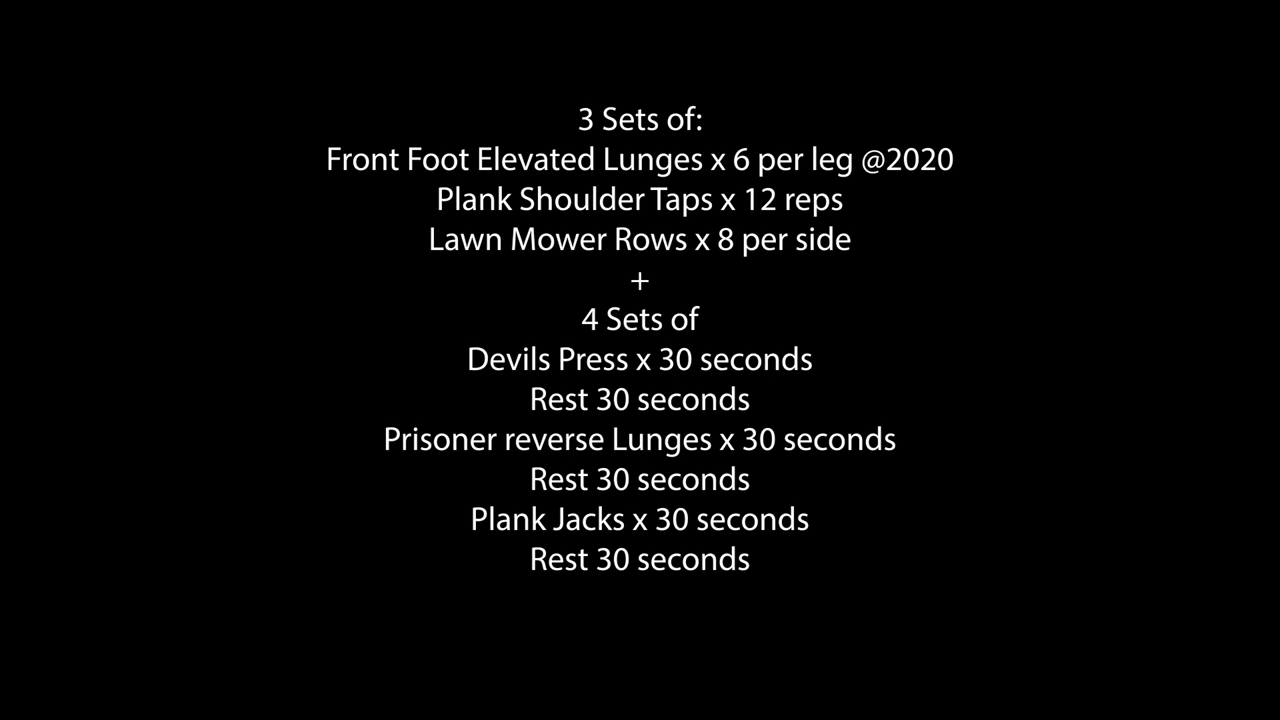 3 Sets of:
Front Foot Elevated Lunges x 6 per leg @2020
Plank Shoulder Taps x 12 reps
Lawn Mower Rows x 8 per side
+
4 Sets of
Devils Press x 30 seconds
Rest 30 seconds
Prisoner reverse Lunges x 30 seconds
Rest 30 seconds
Plank Jacks x 30 seconds
Rest 30 seconds